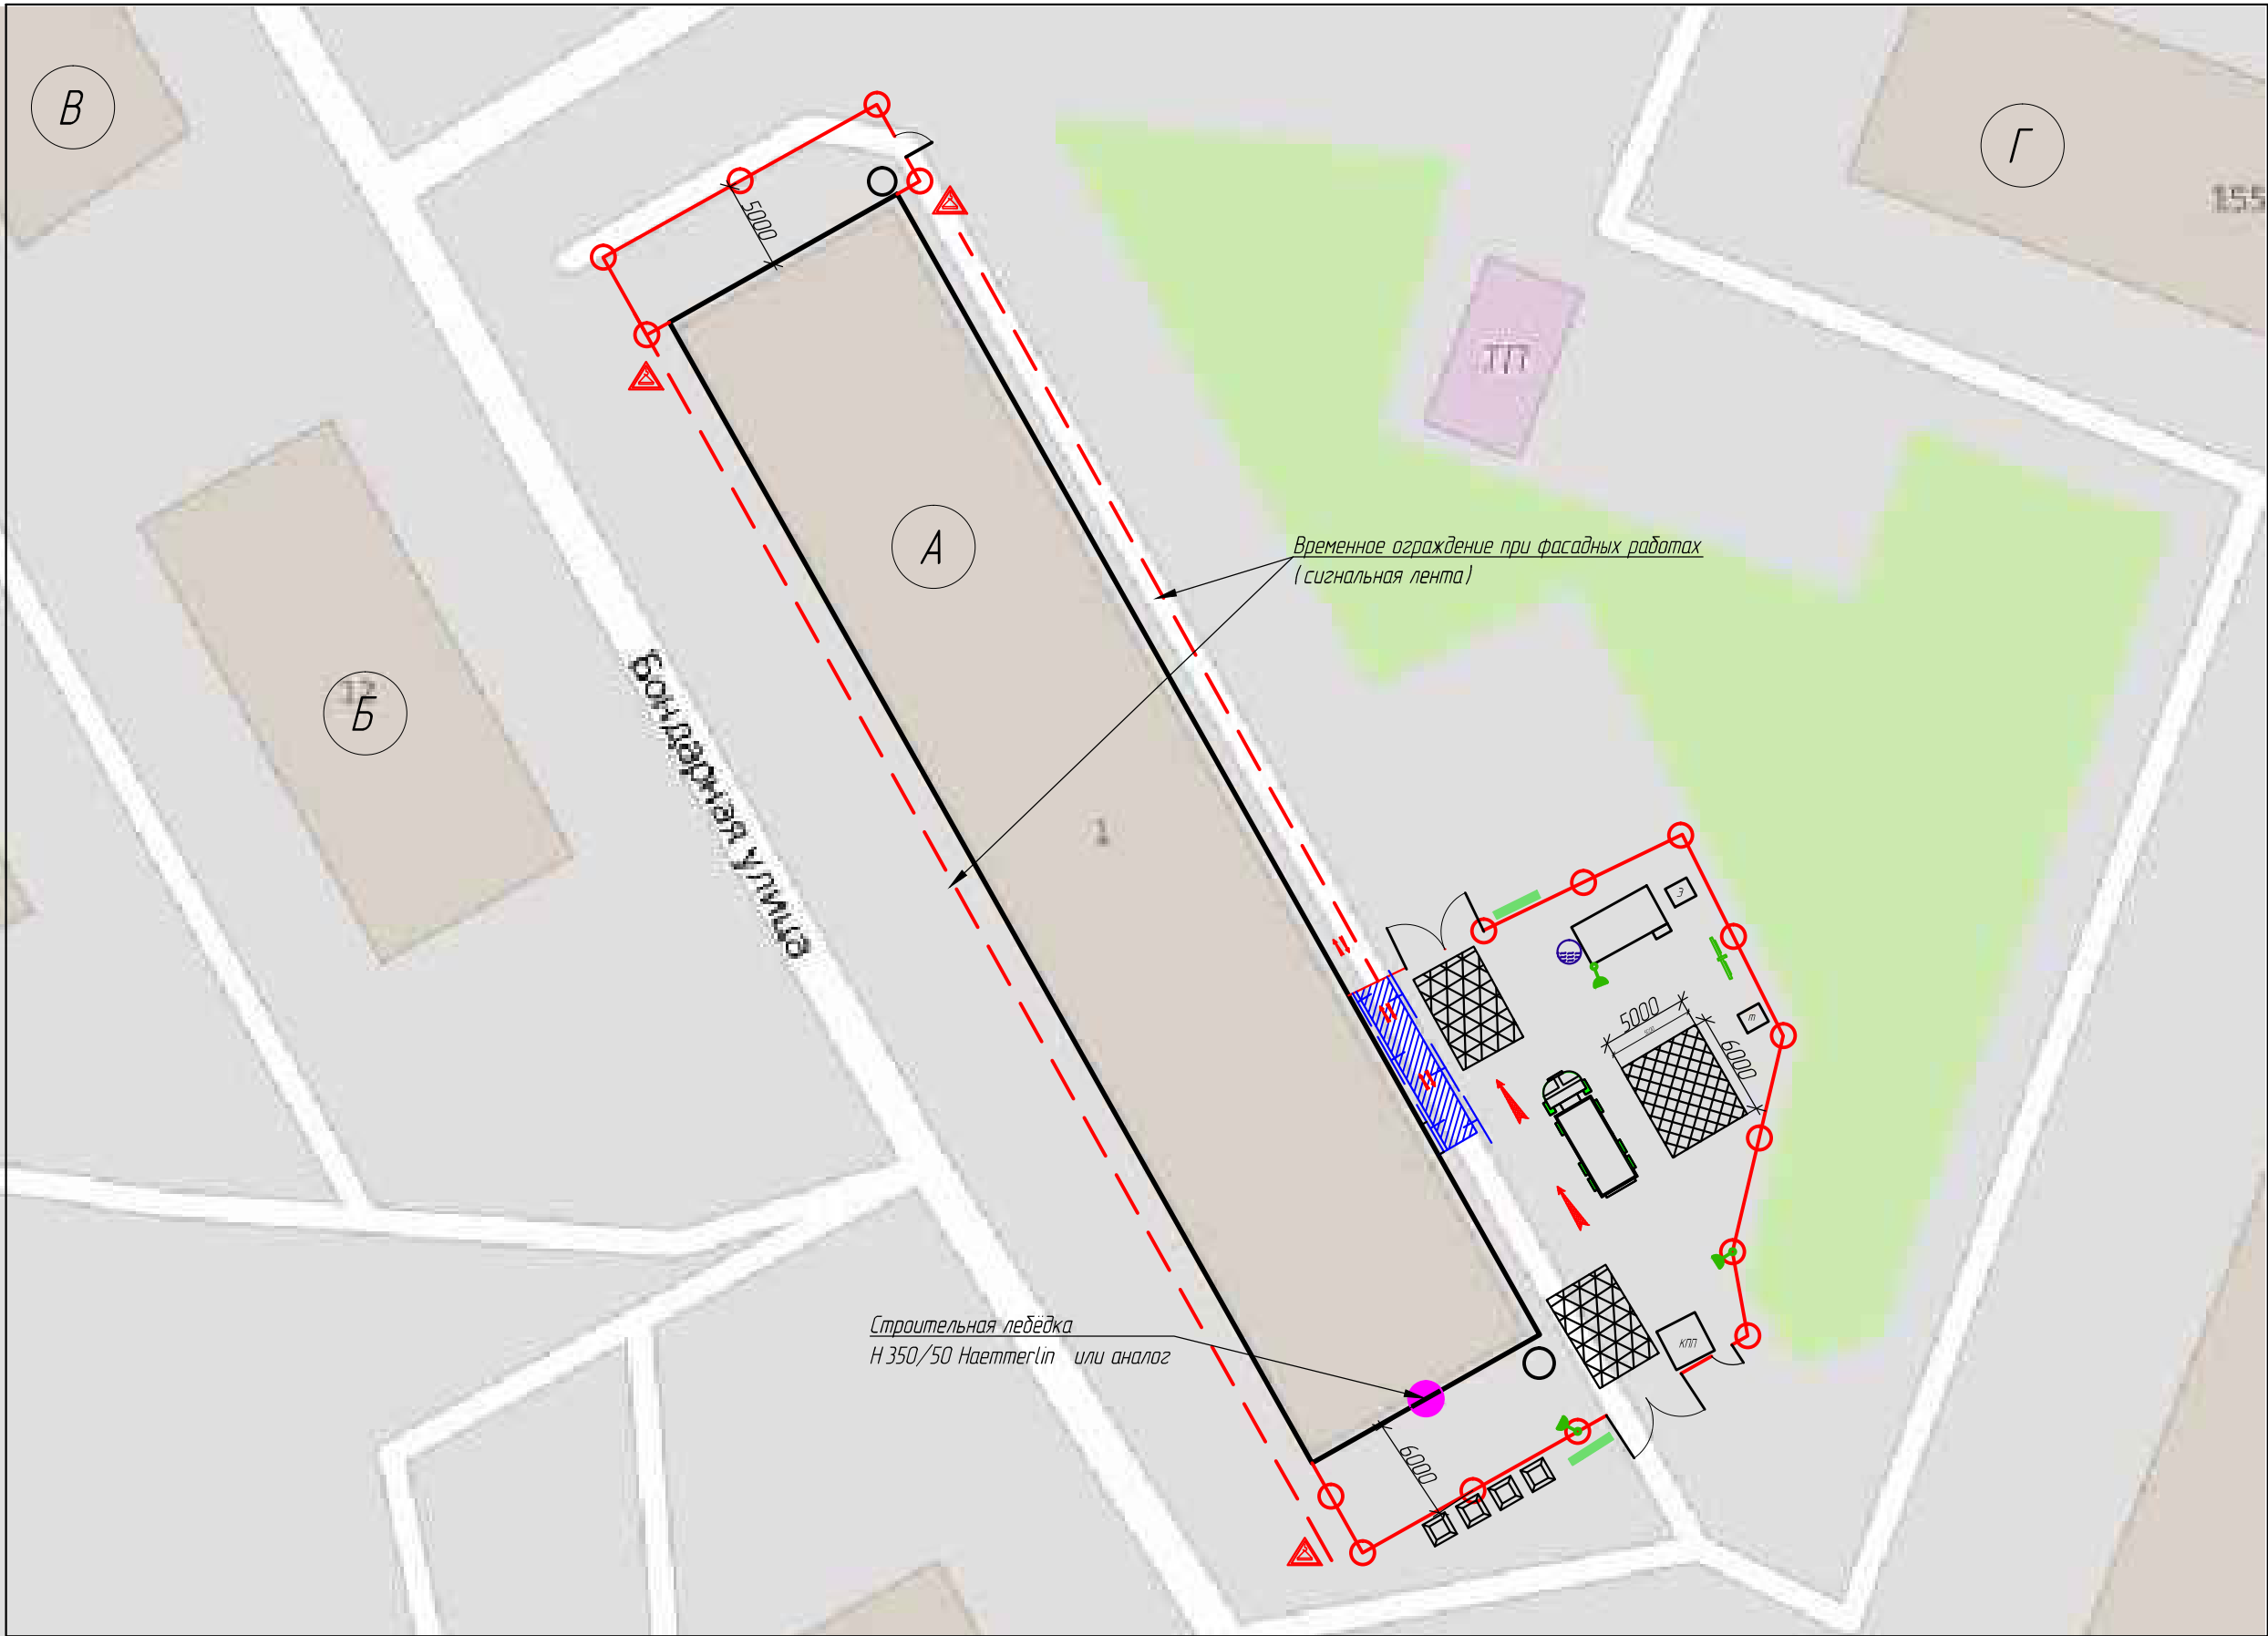 В
Г
155
5000
ТП
А
Временное ограждение при фасадных работах
(сигнальная лента)
12
Б
Бондарная улица
1
Э
5000
т
6000
Строительная лебёдка
Н 350/50 Haemmerlin или аналог
КПП
6000